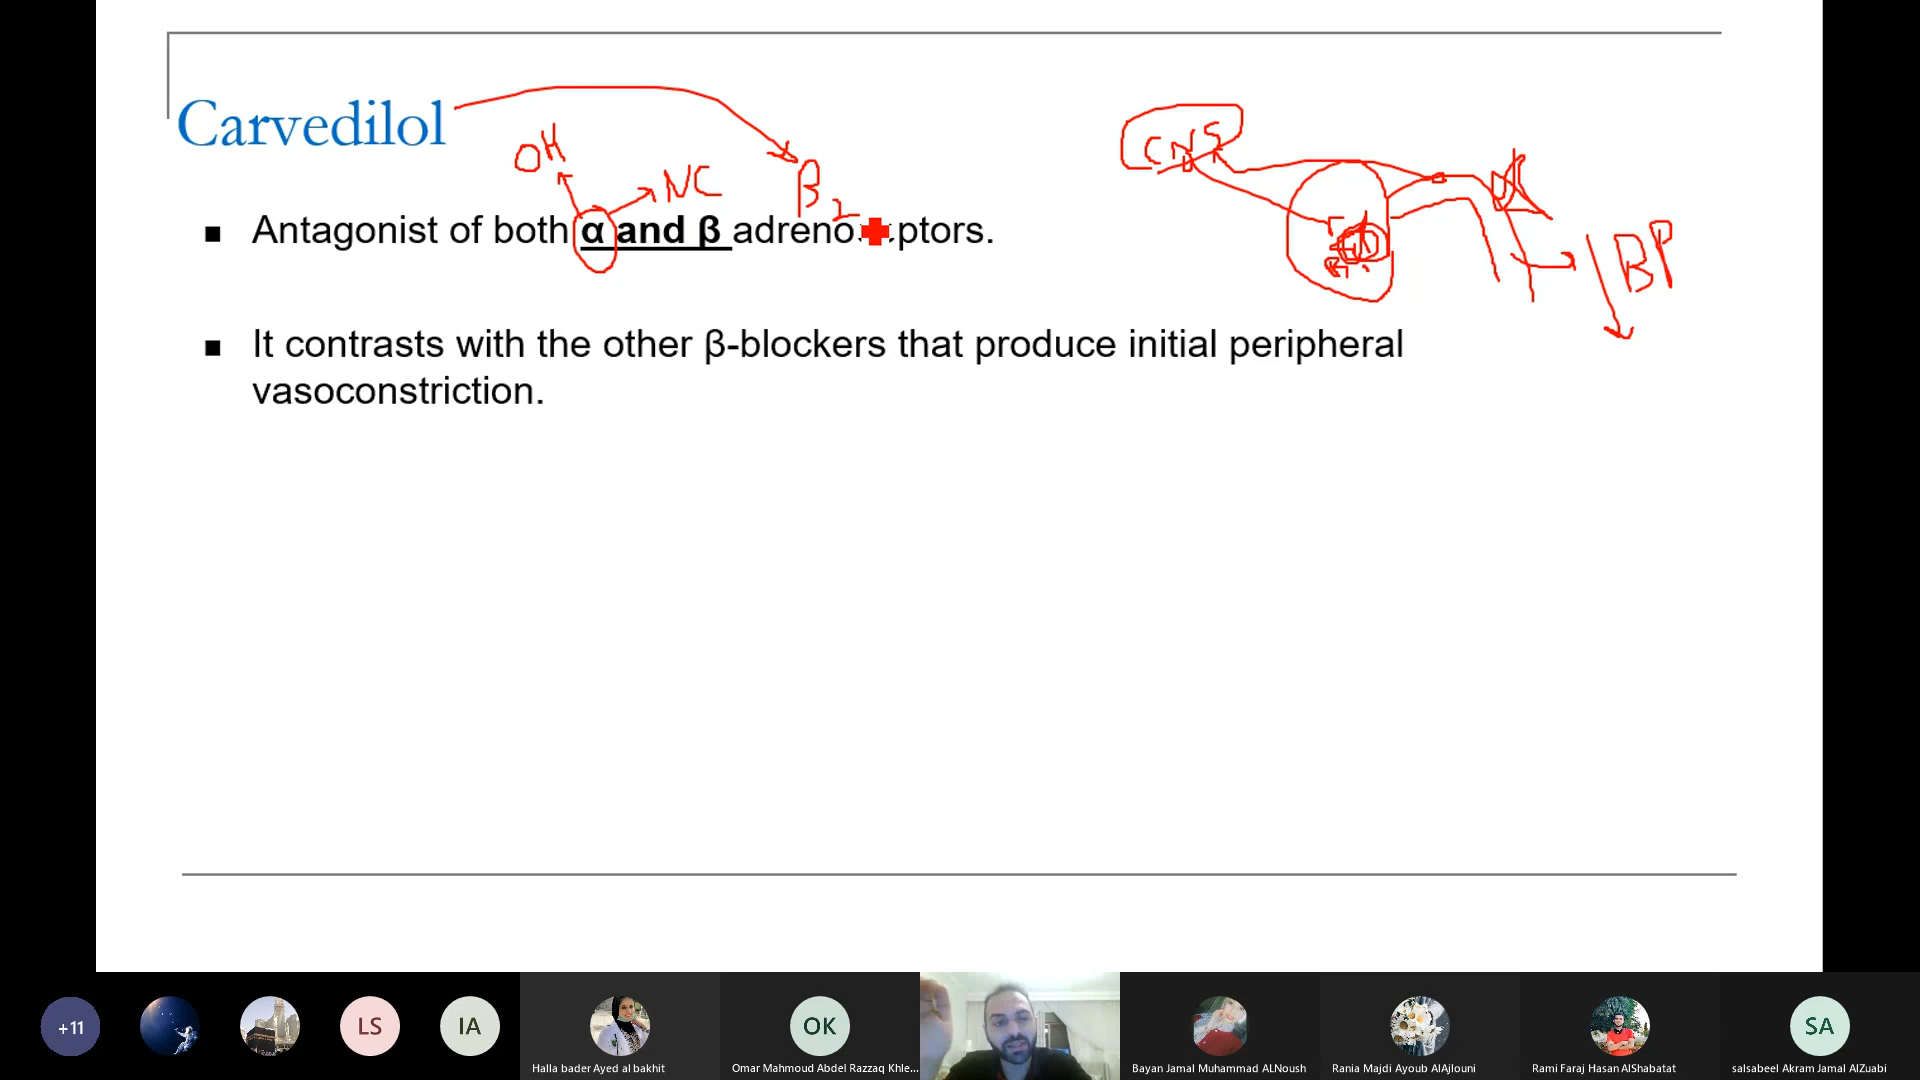 Carvedilol
OH
NC
β2
CNS
BP
■ Antagonist of both α and β adreno ptors.
■ It contrasts with the other β-blockers that produce initial peripheral
vasoconstriction.
+11
LS
IA
OK
SA
Halla bader Ayed al bakhit
Omar Mahmoud Abdel Razzaq Khle...
Bayan Jamal Muhammad ALNoush
Rania Majdi Ayoub AlAjlouni
Rami Faraj Hasan AlShabatat
salsabeel Akram Jamal AlZuabi